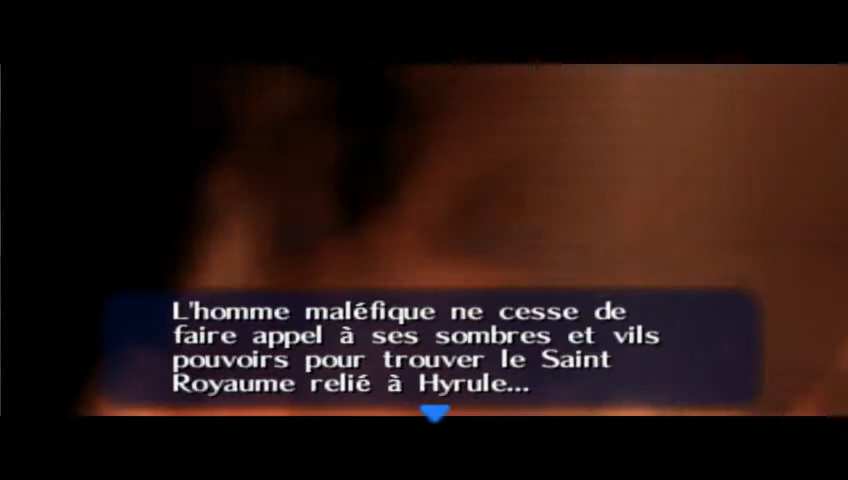 L'homme maléfique ne cesse de
faire appel à ses sombres et vils
pouvoirs pour trouver le Saint
Royaume relié à Hyrule...